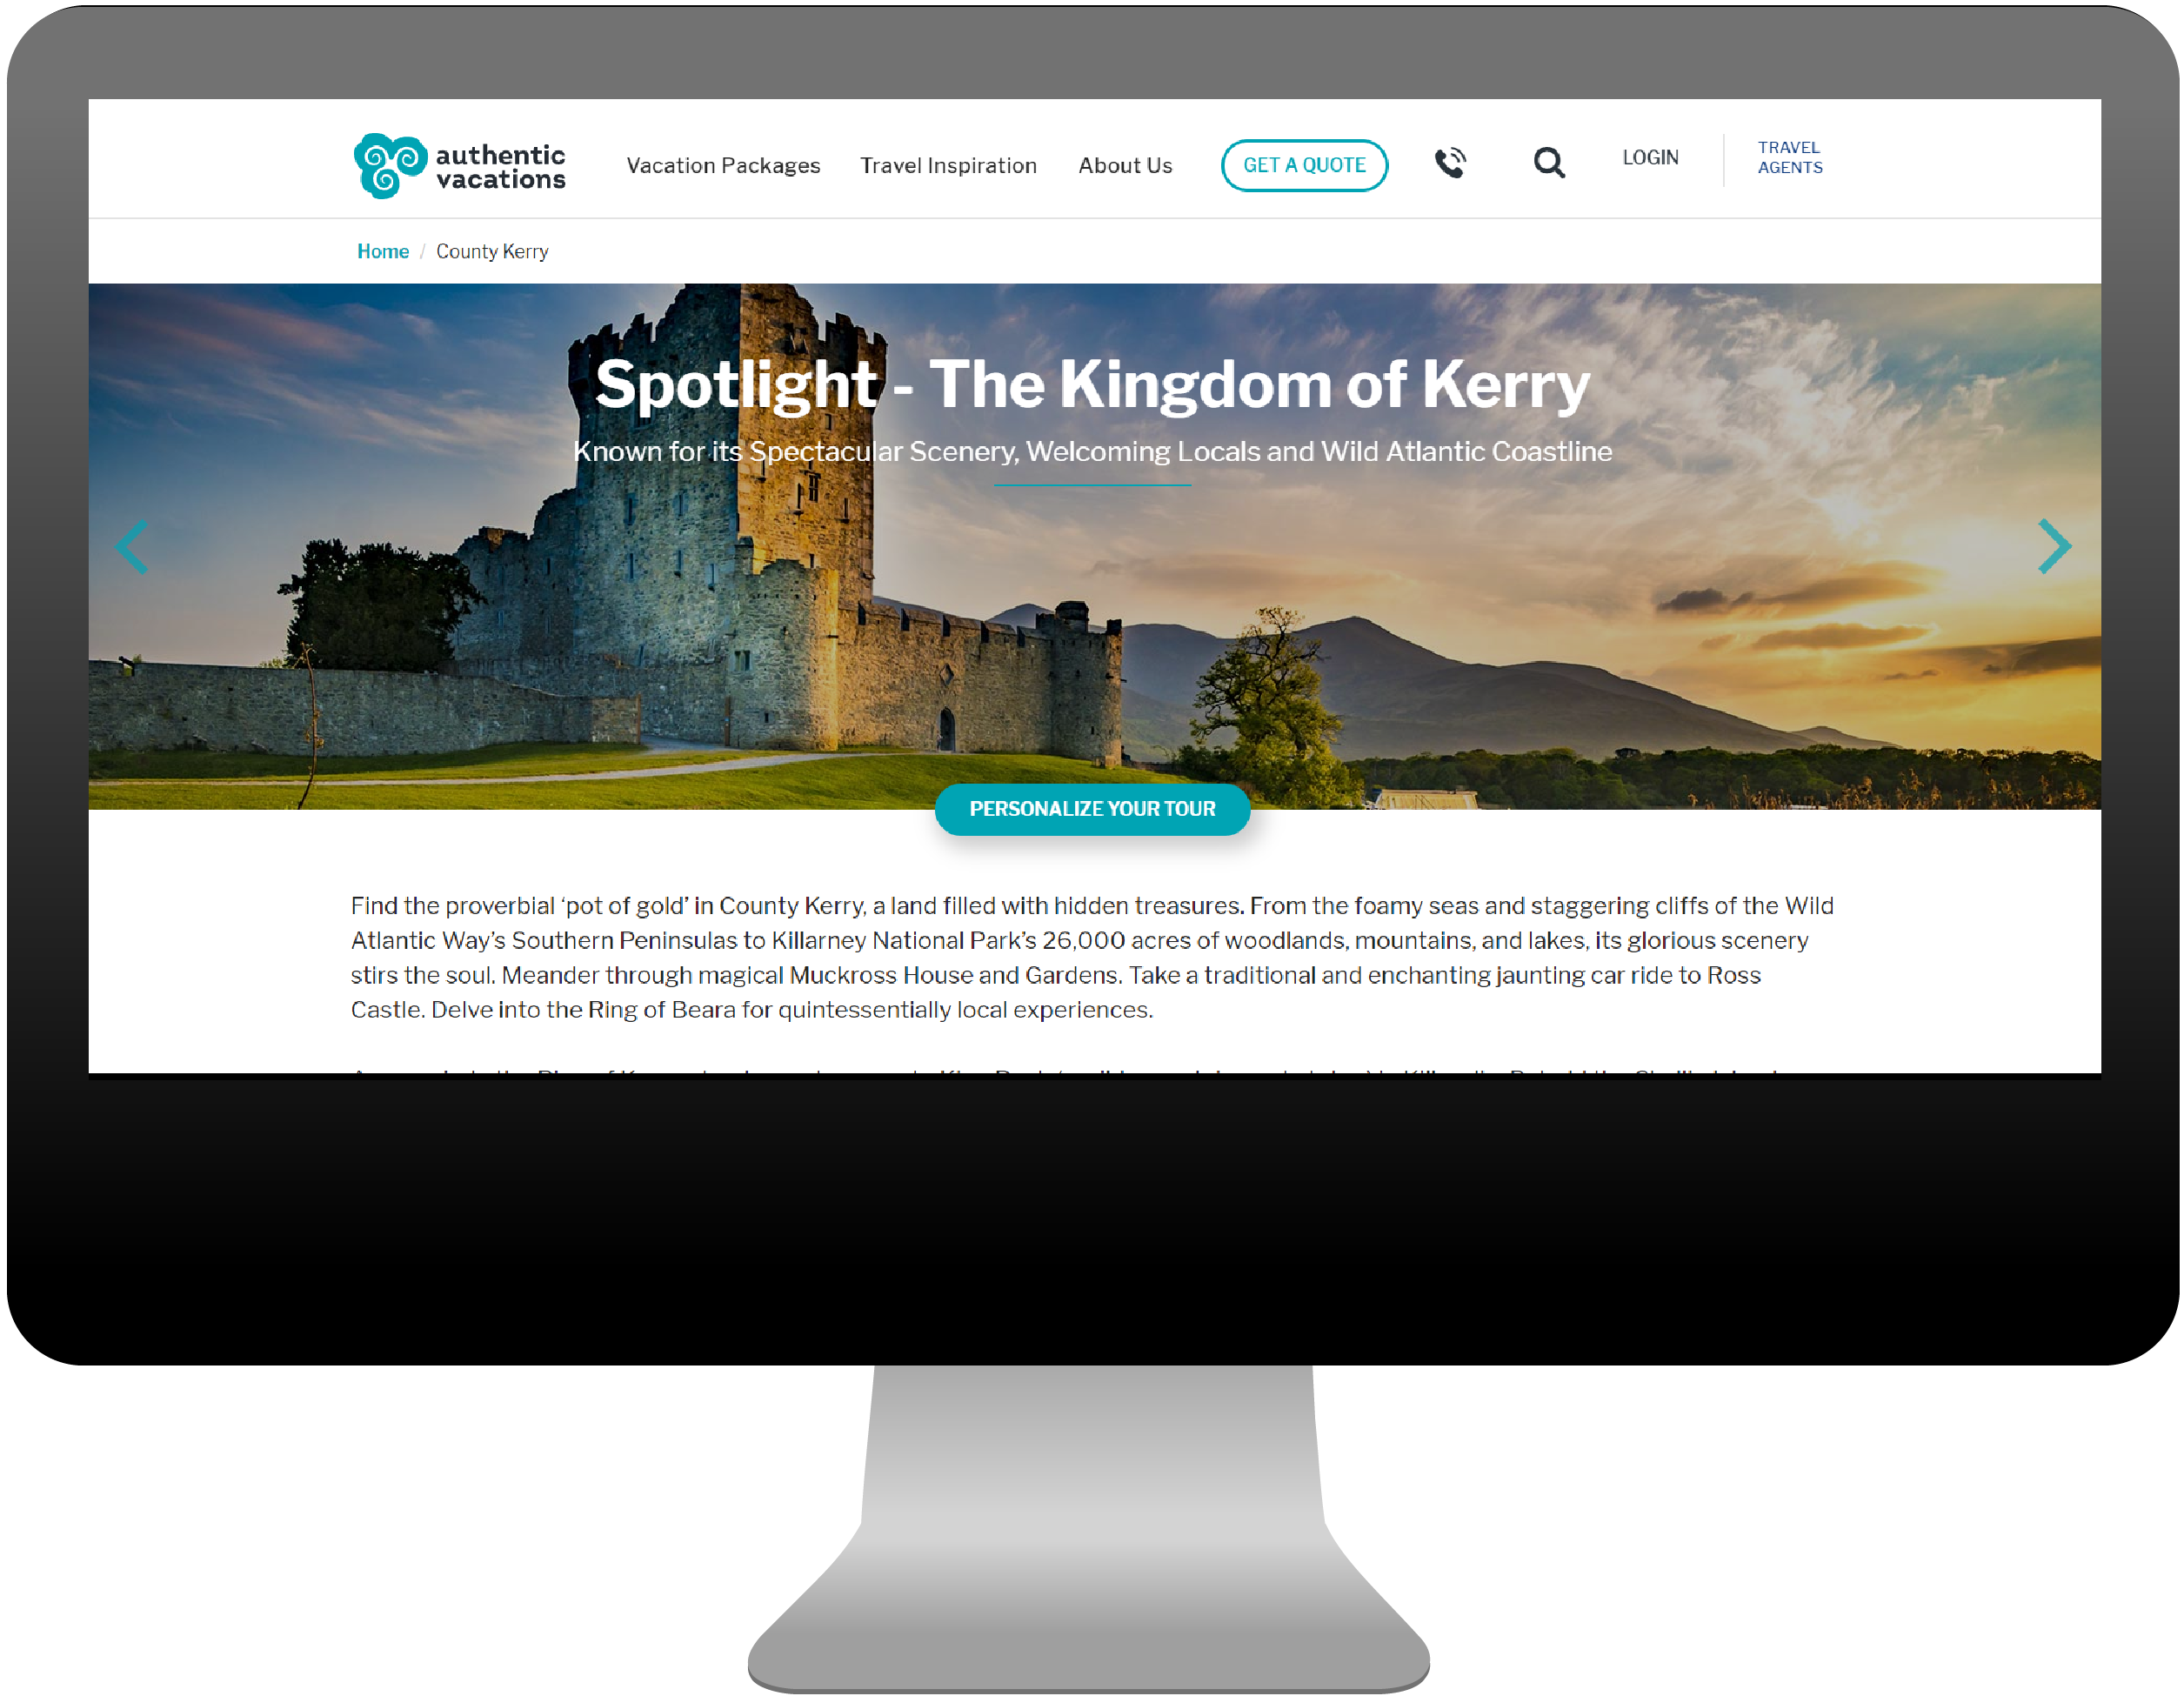 authentic
vacations
Vacation Packages
Travel Inspiration
About Us
GET A QUOTE
LOGIN
TRAVEL
AGENTS
Home / County Kerry
Spotlight - The Kingdom of Kerry
Known for its Spectacular Scenery, Welcoming Locals and Wild Atlantic Coastline
PERSONALIZE YOUR TOUR
Find the proverbial ‘pot of gold’ in County Kerry, a land filled with hidden treasures. From the foamy seas and staggering cliffs of the Wild
Atlantic Way’s Southern Peninsulas to Killarney National Park’s 26,000 acres of woodlands, mountains, and lakes, its glorious scenery
stirs the soul. Meander through magical Muckross House and Gardens. Take a traditional and enchanting jaunting car ride to Ross
Castle. Delve into the Ring of Beara for quintessentially local experiences.